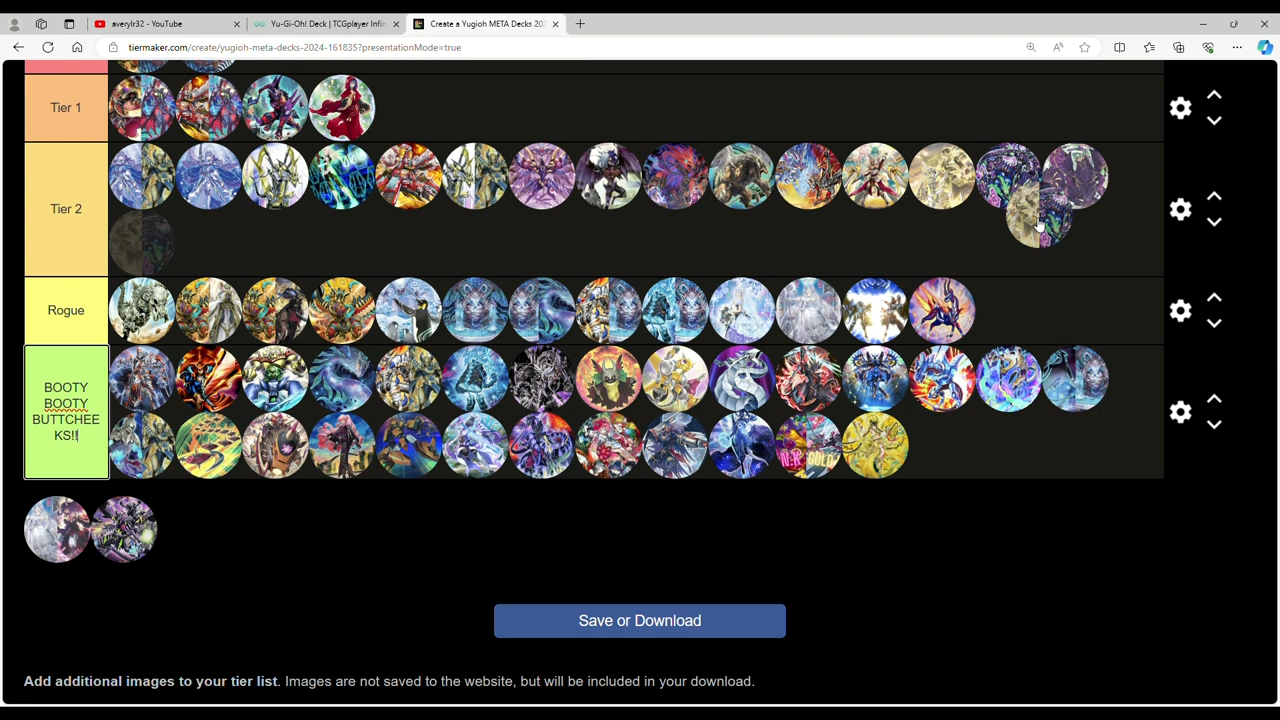 averylr32 - YouTube
Yu-Gi-Oh! Deck | TCGplayer Infin
Create a Yugioh META Decks 202
tiermaker.com/create/yugioh-meta-decks-2024-161835?presentationMode=true
Tier 1
Tier 2
Rogue
BOOTY
BOOTY
BUTTCHEE
KS!!
GOLD
Save or Download
Add additional images to your tier list. Images are not saved to the website, but will be included in your download.